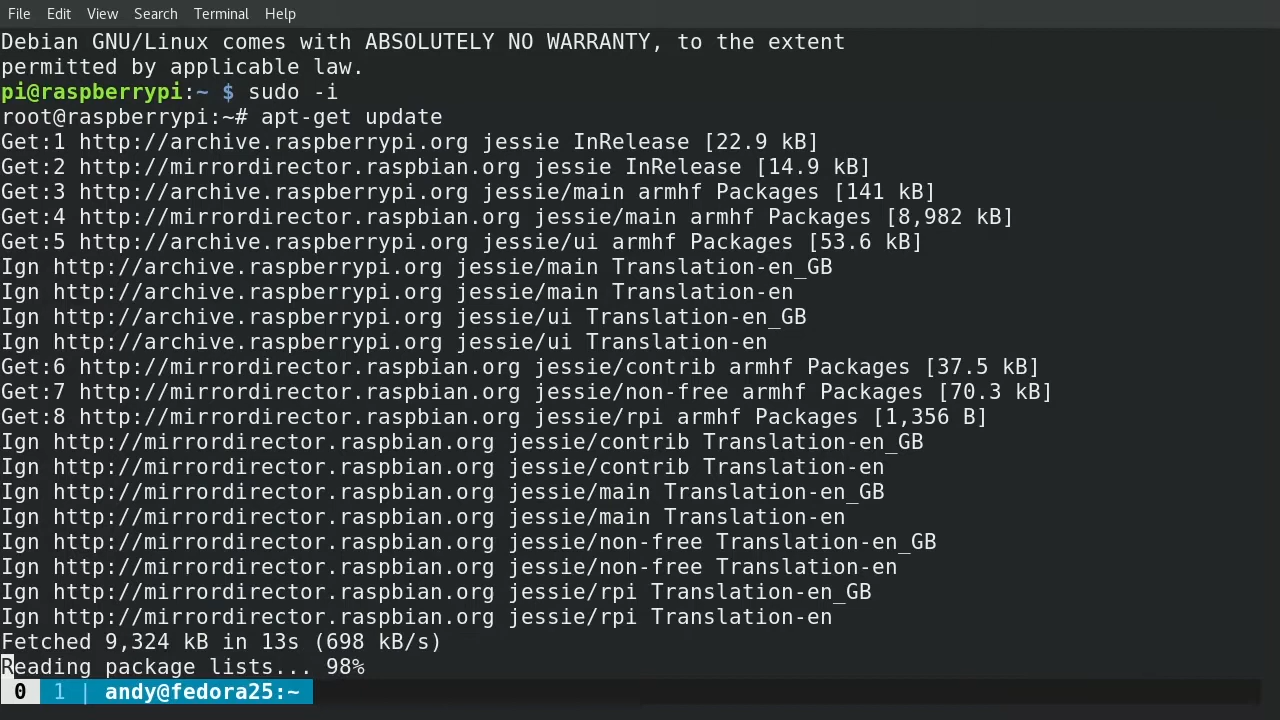 File Edit View Search Terminal Help
Debian GNU/Linux comes with ABSOLUTELY NO WARRANTY, to the extent
permitted by applicable law.
pi@raspberrypi:~ $ sudo -i
root@raspberrypi:~# apt-get update
Get:1 http://archive.raspberrypi.org jessie InRelease [22.9 kB]
Get:2 http://mirrordirector.raspbian.org jessie InRelease [14.9 kB]
Get:3 http://archive.raspberrypi.org jessie/main armhf Packages [141 kB]
Get:4 http://mirrordirector.raspbian.org jessie/main armhf Packages [8,982 kB]
Get:5 http://archive.raspberrypi.org jessie/ui armhf Packages [53.6 kB]
Ign http://archive.raspberrypi.org jessie/main Translation-en_GB
Ign http://archive.raspberrypi.org jessie/main Translation-en
Ign http://archive.raspberrypi.org jessie/ui Translation-en_GB
Ign http://archive.raspberrypi.org jessie/ui Translation-en
Get:6 http://mirrordirector.raspbian.org jessie/contrib armhf Packages [37.5 kB]
Get:7 http://mirrordirector.raspbian.org jessie/non-free armhf Packages [70.3 kB]
Get:8 http://mirrordirector.raspbian.org jessie/rpi armhf Packages [1,356 B]
Ign http://mirrordirector.raspbian.org jessie/contrib Translation-en_GB
Ign http://mirrordirector.raspbian.org jessie/contrib Translation-en
Ign http://mirrordirector.raspbian.org jessie/main Translation-en_GB
Ign http://mirrordirector.raspbian.org jessie/main Translation-en
Ign http://mirrordirector.raspbian.org jessie/non-free Translation-en_GB
Ign http://mirrordirector.raspbian.org jessie/non-free Translation-en
Ign http://mirrordirector.raspbian.org jessie/rpi Translation-en_GB
Ign http://mirrordirector.raspbian.org jessie/rpi Translation-en
Fetched 9,324 kB in 13s (698 kB/s)
Reading package lists... 98%
0 1 | andy@fedora25:~